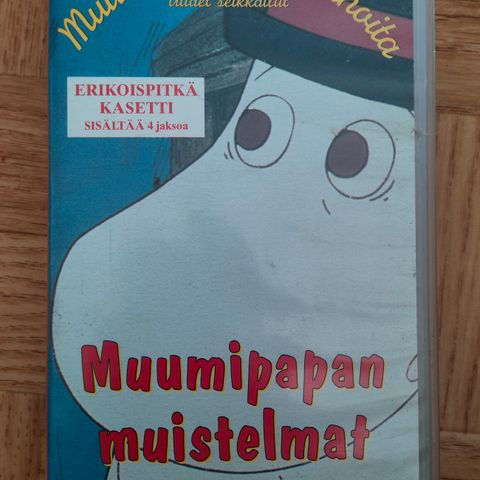 uudet seikkailut
ERIKOISPITKÄ
KASETTI
SISÄLTÄÄ 4 jaksoa
Muumipapan
muistelmat